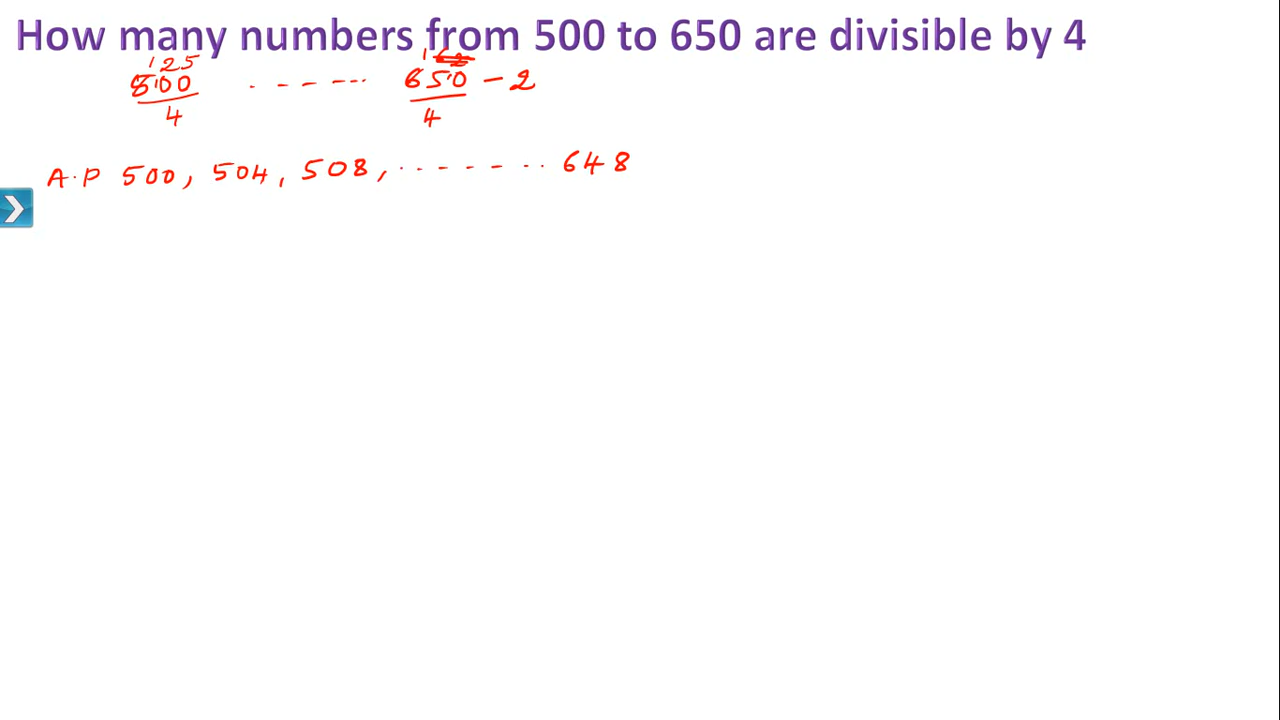 How many numbers from 500 to 650 are divisible by 4
125
500 ------- 650 - 2
4 4
A.P 500, 504, 508, ------- 648